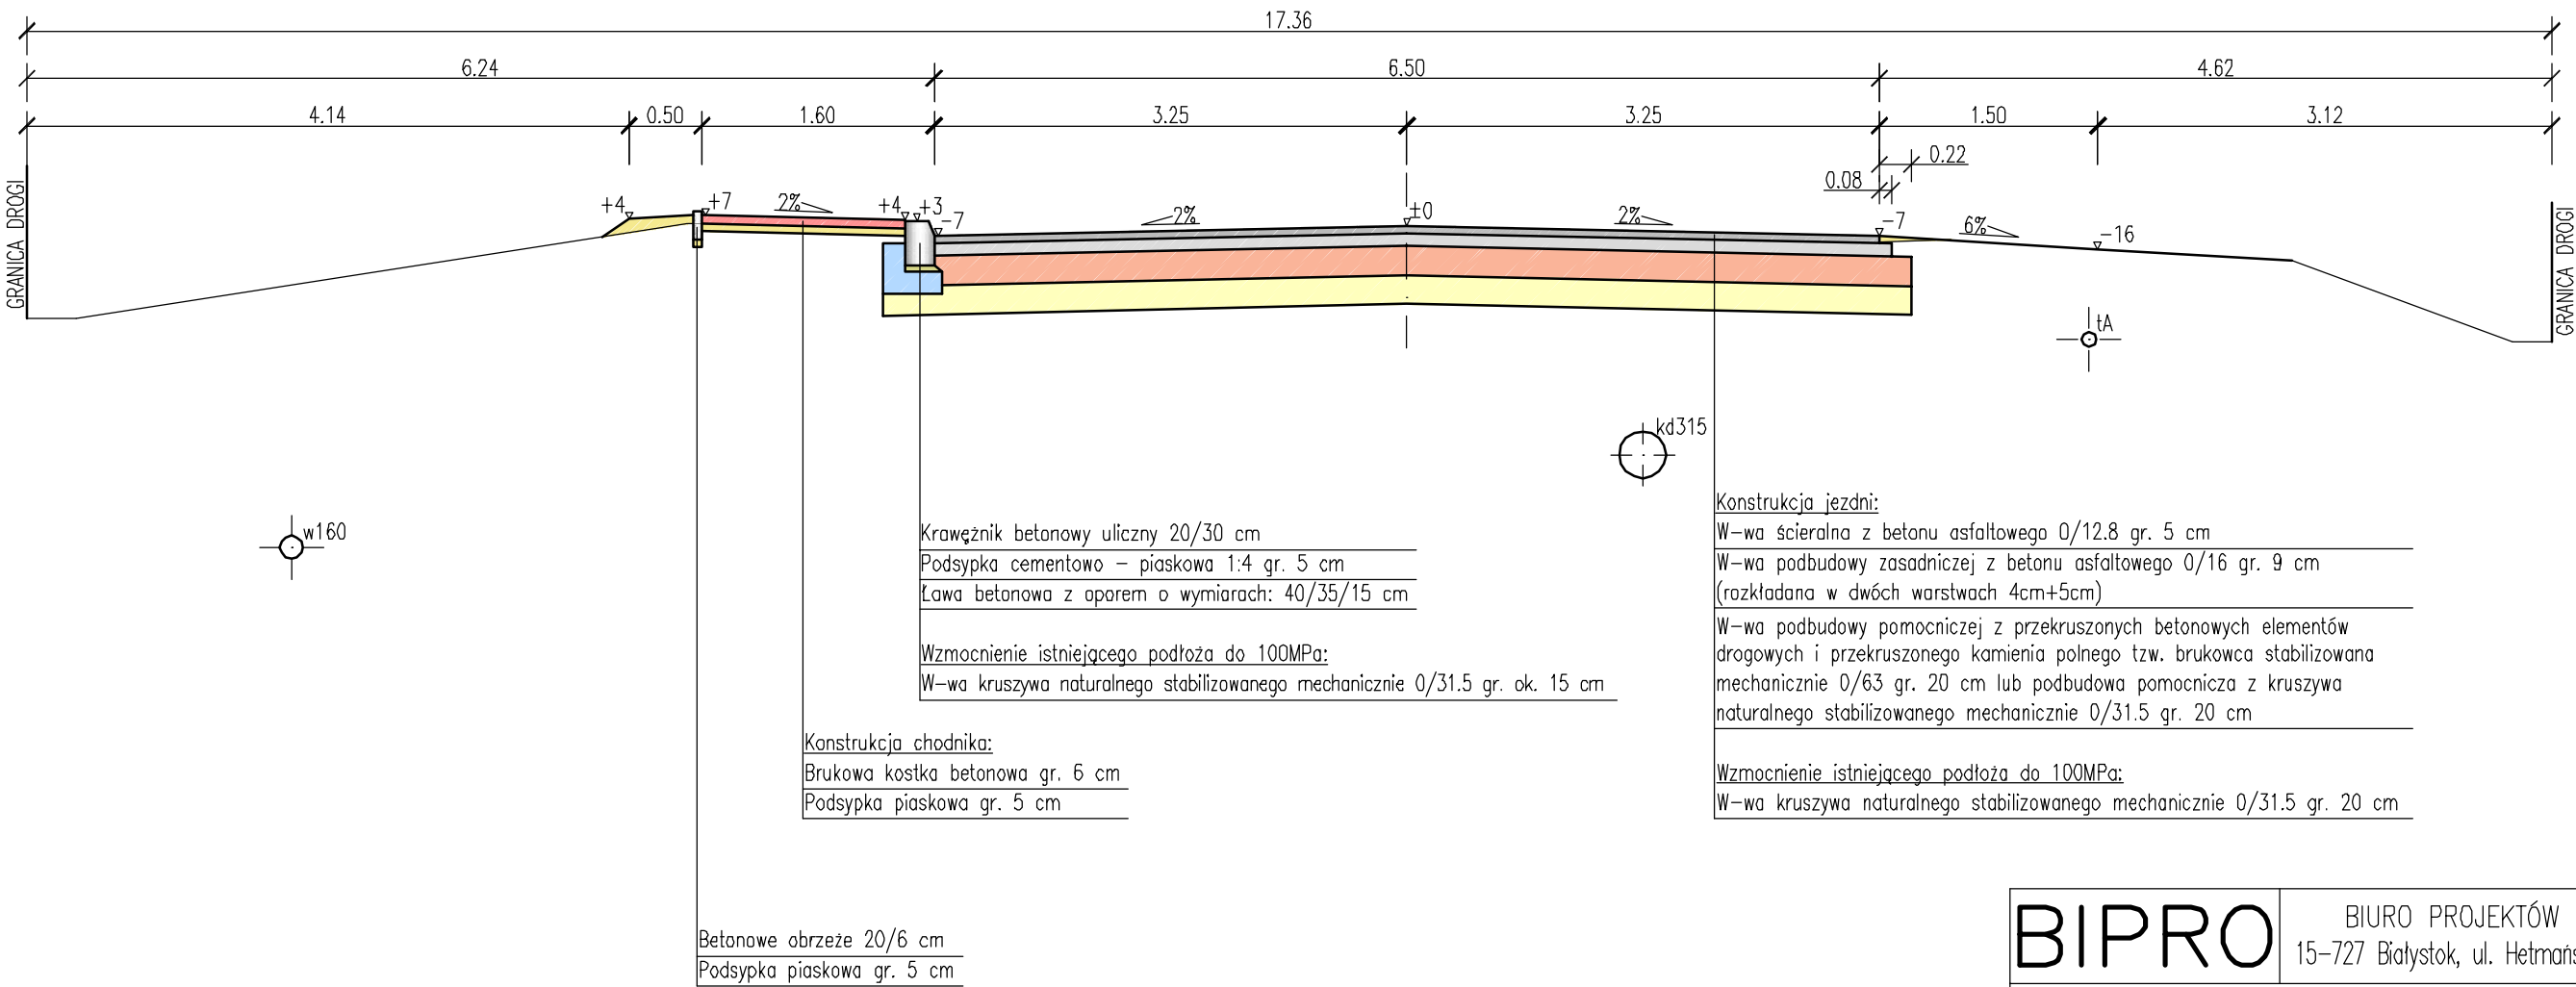 17.36
6.24 6.50 4.62
4.14 0.50 1.60 3.25 3.25 1.50 3.12
0.22
0.08
GRANICA DROGI
+4 +7 2% +4 +3 -7 2% ±0 2% -7 6% -16
GRANICA DROGI
tA
kd315
w160
Krawężnik betonowy uliczny 20/30 cm
Podsypka cementowo – piaskowa 1:4 gr. 5 cm
Ława betonowa z oporem o wymiarach: 40/35/15 cm
Wzmocnienie istniejącego podłoża do 100MPa:
W-wa kruszywa naturalnego stabilizowanego mechanicznie 0/31.5 gr. ok. 15 cm
Konstrukcja jezdni:
W-wa ścieralna z betonu asfaltowego 0/12.8 gr. 5 cm
W-wa podbudowy zasadniczej z betonu asfaltowego 0/16 gr. 9 cm
(rozkładana w dwóch warstwach 4cm+5cm)
W-wa podbudowy pomocniczej z przekruszonych betonowych elementów
drogowych i przekruszonego kamienia polnego tzw. brukowca stabilizowana
mechanicznie 0/63 gr. 20 cm lub podbudowa pomocnicza z kruszywa
naturalnego stabilizowanego mechanicznie 0/31.5 gr. 20 cm
Wzmocnienie istniejącego podłoża do 100MPa:
W-wa kruszywa naturalnego stabilizowanego mechanicznie 0/31.5 gr. 20 cm
Konstrukcja chodnika:
Brukowa kostka betonowa gr. 6 cm
Podsypka piaskowa gr. 5 cm
Betonowe obrzeże 20/6 cm
Podsypka piaskowa gr. 5 cm
BIPRO
BIURO PROJEKTÓW
15-727 Białystok, ul.